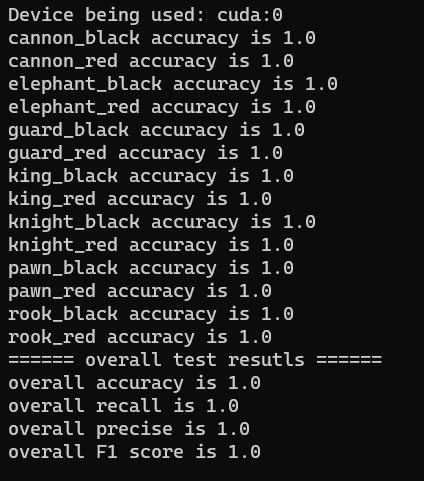 Device being used: cuda:0
cannon_black accuracy is 1.0
cannon_red accuracy is 1.0
elephant_black accuracy is 1.0
elephant_red accuracy is 1.0
guard_black accuracy is 1.0
guard_red accuracy is 1.0
king_black accuracy is 1.0
king_red accuracy is 1.0
knight_black accuracy is 1.0
knight_red accuracy is 1.0
pawn_black accuracy is 1.0
pawn_red accuracy is 1.0
rook_black accuracy is 1.0
rook_red accuracy is 1.0
====== overall test resutls ======
overall accuracy is 1.0
overall recall is 1.0
overall precise is 1.0
overall F1 score is 1.0